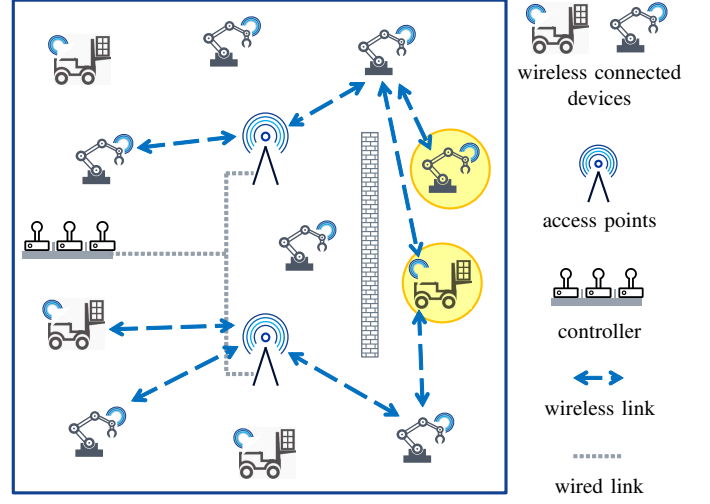 wireless connected
devices
access points
controller
wireless link
wired link